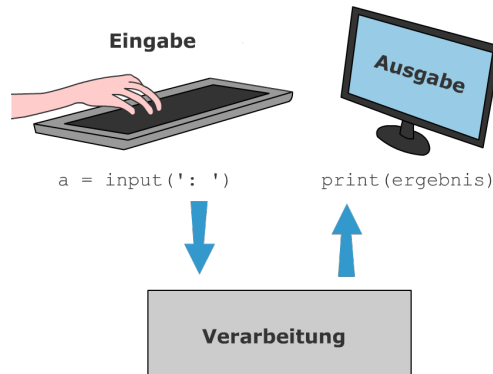 Eingabe
Ausgabe
a = input(': ')
print(ergebnis)
Verarbeitung